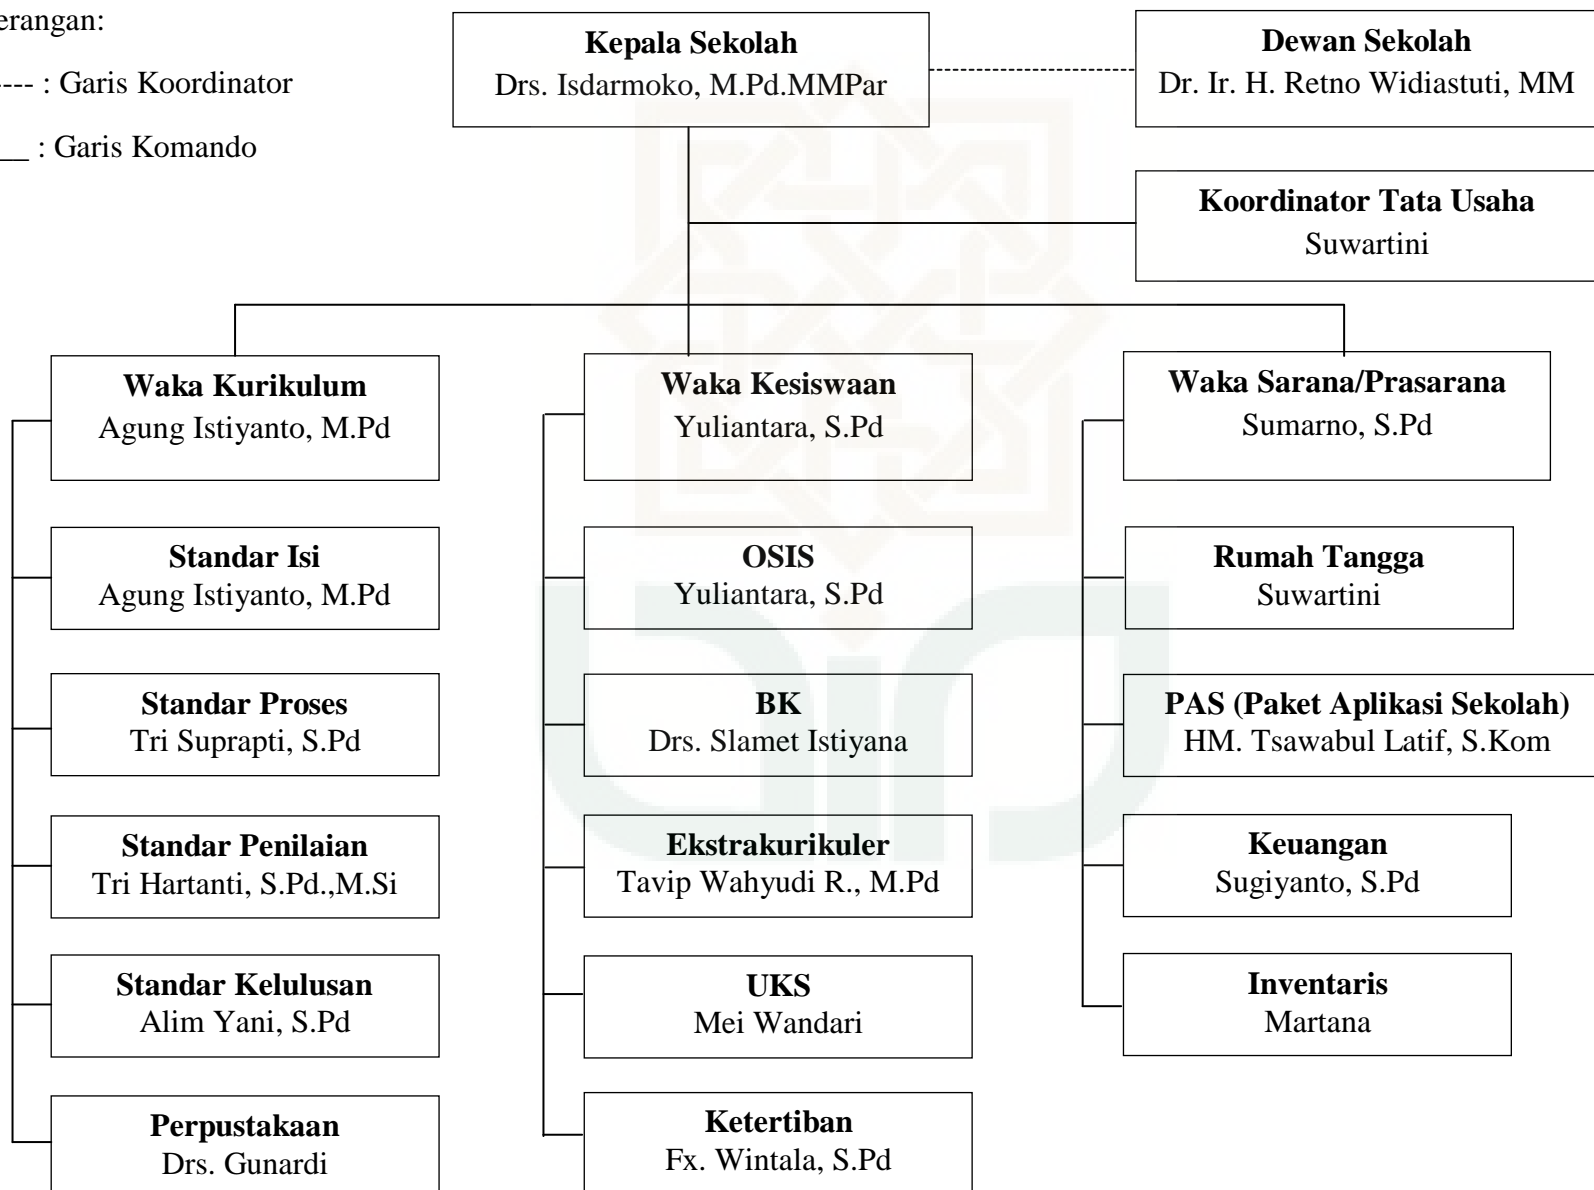 erangan:
---- : Garis Koordinator
__ : Garis Komando
Kepala Sekolah
Drs. Isdarmoko, M.Pd.MMPar
Dewan Sekolah
Dr. Ir. H. Retno Widiastuti, MM
Koordinator Tata Usaha
Suwartini
Waka Kurikulum
Agung Istiyanto, M.Pd
Standar Isi
Agung Istiyanto, M.Pd
Standar Proses
Tri Suprapti, S.Pd
Standar Penilaian
Tri Hartanti, S.Pd.,M.Si
Standar Kelulusan
Alim Yani, S.Pd
Perpustakaan
Drs. Gunardi
Waka Kesiswaan
Yuliantara, S.Pd
OSIS
Yuliantara, S.Pd
BK
Drs. Slamet Istiyana
Ekstrakurikuler
Tavip Wahyudi R., M.Pd
UKS
Mei Wandari
Ketertiban
Fx. Wintala, S.Pd
Waka Sarana/Prasarana
Sumarno, S.Pd
Rumah Tangga
Suwartini
PAS (Paket Aplikasi Sekolah)
HM. Tsawabul Latif, S.Kom
Keuangan
Sugiyanto, S.Pd
Inventaris
Martana